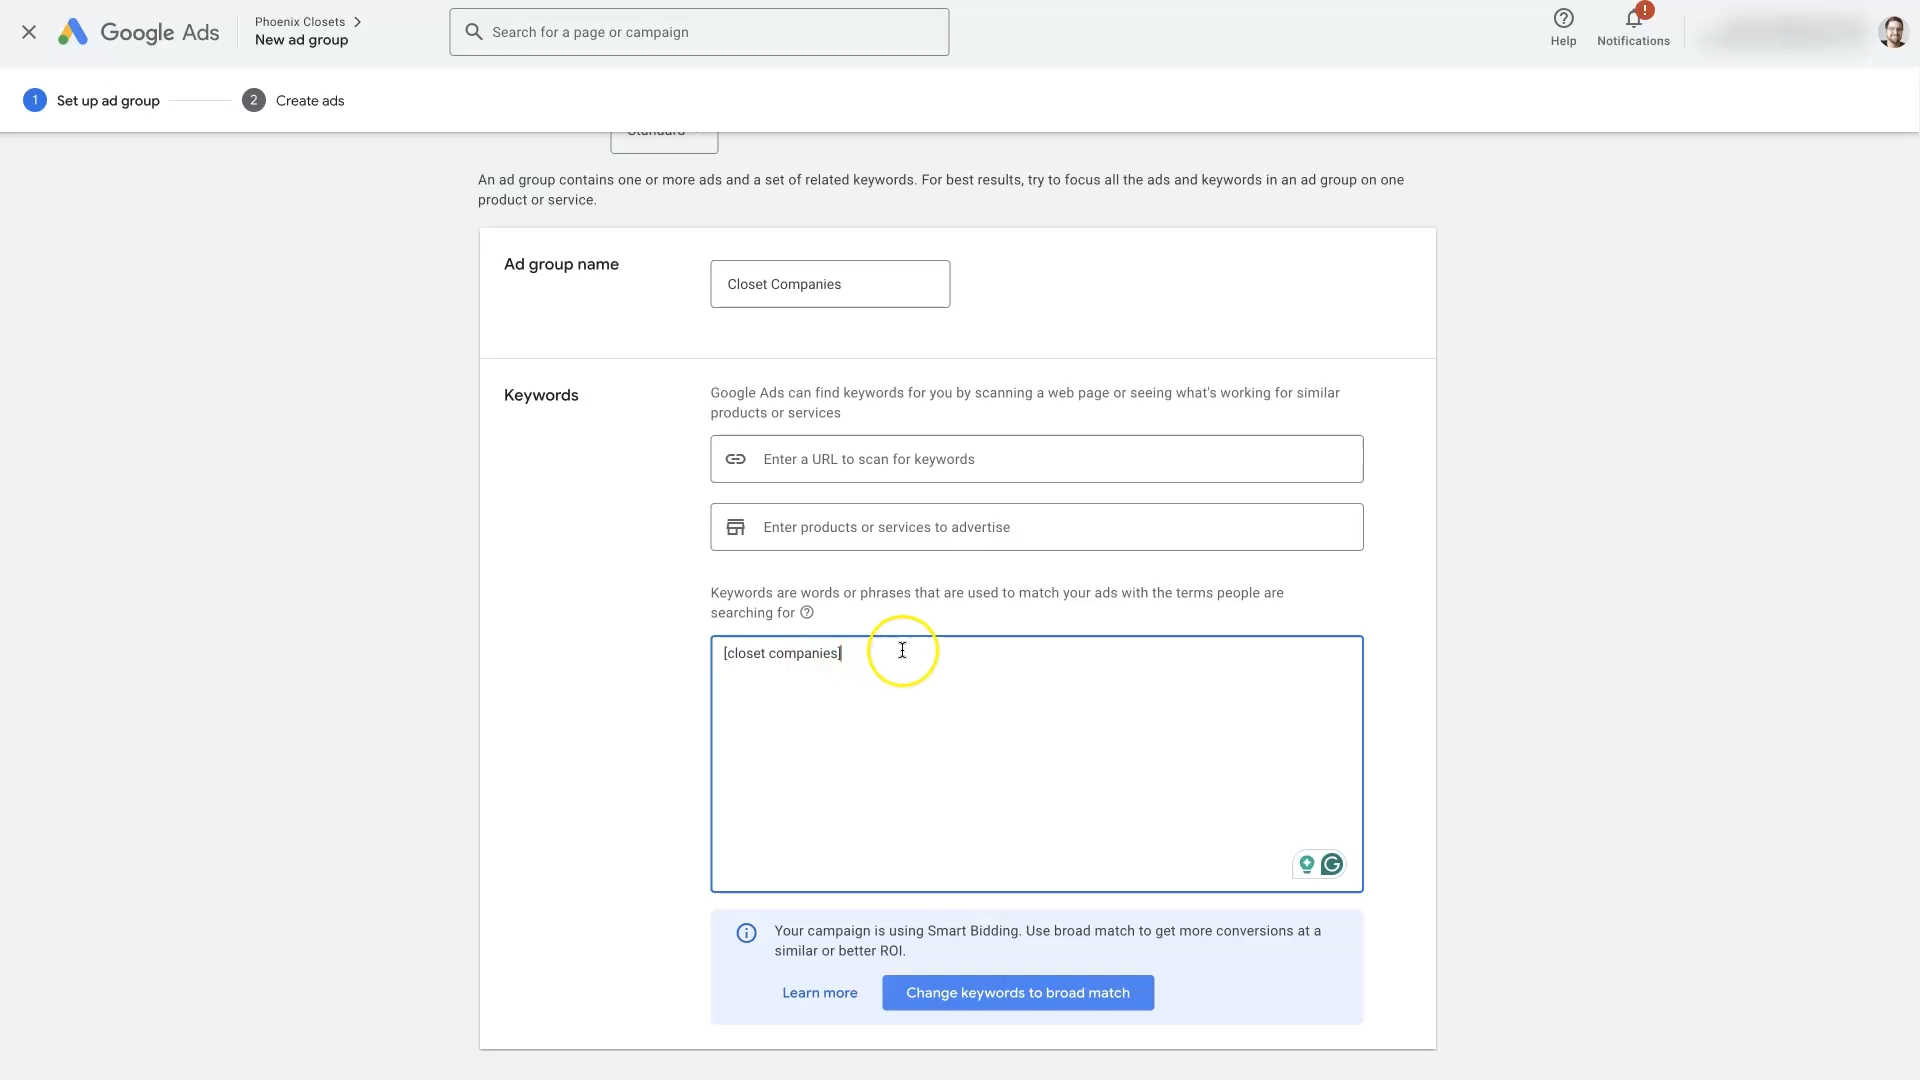 Google Ads
Phoenix Closets
New ad group
Search for a page or campaign
!
Help
Notifications
1 Set up ad group
2 Create ads
Standard
An ad group contains one or more ads and a set of related keywords. For best results, try to focus all the ads and keywords in an ad group on one
product or service.
Ad group name
Closet Companies
Keywords
Google Ads can find keywords for you by scanning a web page or seeing what's working for similar
products or services
Enter a URL to scan for keywords
Enter products or services to advertise
Keywords are words or phrases that are used to match your ads with the terms people are
searching for
[closet companies]
Your campaign is using Smart Bidding. Use broad match to get more conversions at a
similar or better ROI.
Learn more
Change keywords to broad match